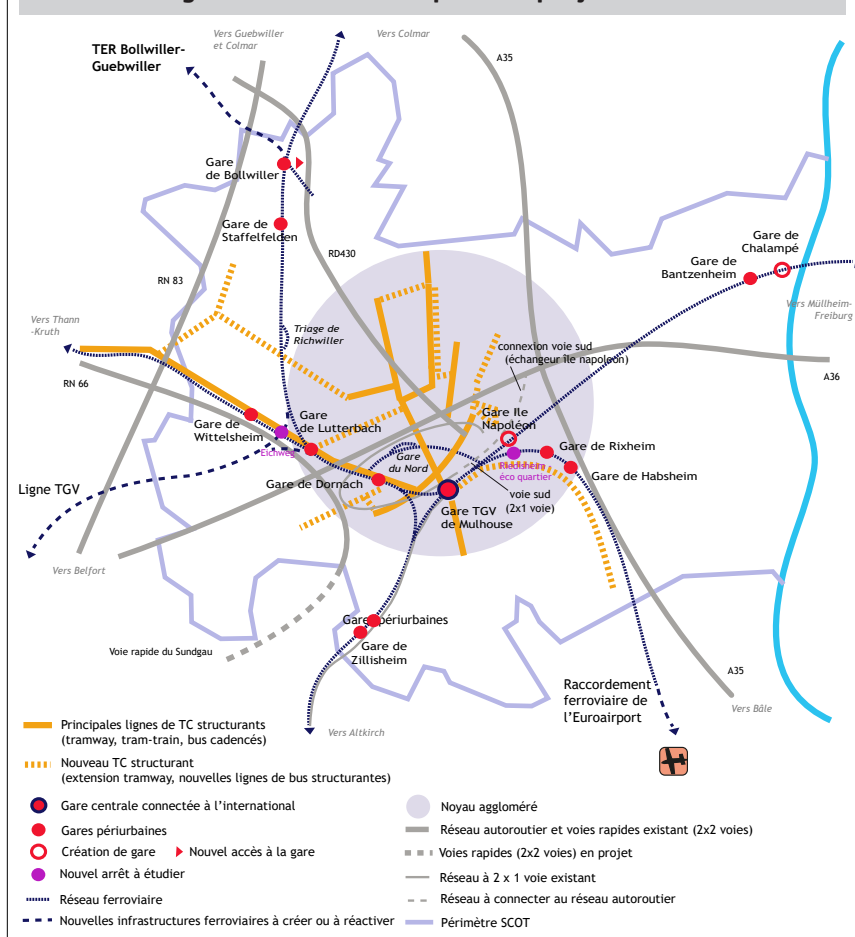 Vers Guebwiller
et Colmar
Vers Colmar
TER Bollwiller-
Guebwiller
A35
Gare
de Bollwiller
Gare de
Staffelfelden
RD430
Gare de
Chalampé
Gare de
Bantzenheim
RN 83
Vers Müllheim-
Freiburg
Vers Thann
-Kruth
Triage de
Richwiller
connexion voie sud
(échangeur île napoléon)
A36
RN 66
Gare de
Wittelsheim
Gare
de Lutterbach
Gare Ile
Napoléon
Eichweg
Gare
du Nord
Gare de Rixheim
Riedisheim
éco quartier
Gare de Habsheim
Gare de Dornach
Ligne TGV
voie sud
(2x1 voie)
Gare TGV
de Mulhouse
Vers Belfort
Gares périurbaines
Gare de
Zillisheim
Voie rapide du Sundgau
A35
Raccordement
ferroviaire de
l'Euroairport
Vers Bâle
Vers Altkirch
Principales lignes de TC structurants
(tramway, tram-train, bus cadencés)
Nouveau TC structurant
(extension tramway, nouvelles lignes de bus structurantes)
Gare centrale connectée à l'international
Gares périurbaines
Création de gare
Nouvel accès à la gare
Nouvel arrêt à étudier
Réseau ferroviaire
Nouvelles infrastructures ferroviaires à créer ou à réactiver
Noyau aggloméré
Réseau autoroutier et voies rapides existant (2x2 voies)
Voies rapides (2x2 voies) en projet
Réseau à 2 x 1 voie existant
Réseau à connecter au réseau autoroutier
Périmètre SCOT